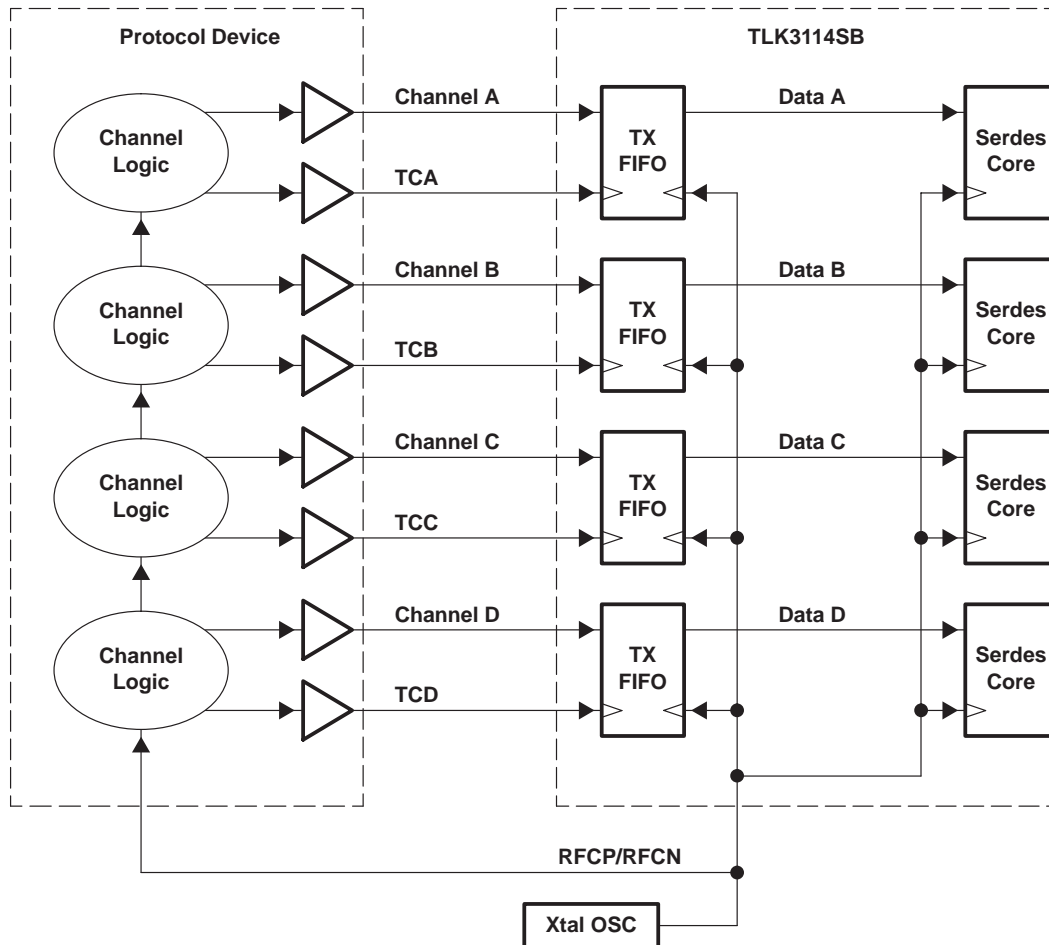 Protocol Device
TLK3114SB
Channel A
Data A
Channel
Logic
TX
FIFO
Serdes
Core
TCA
Channel B
Data B
Channel
Logic
TX
FIFO
Serdes
Core
TCB
Channel C
Data C
Channel
Logic
TX
FIFO
Serdes
Core
TCC
Channel D
Data D
Channel
Logic
TX
FIFO
Serdes
Core
TCD
RFCP/RFCN
Xtal OSC